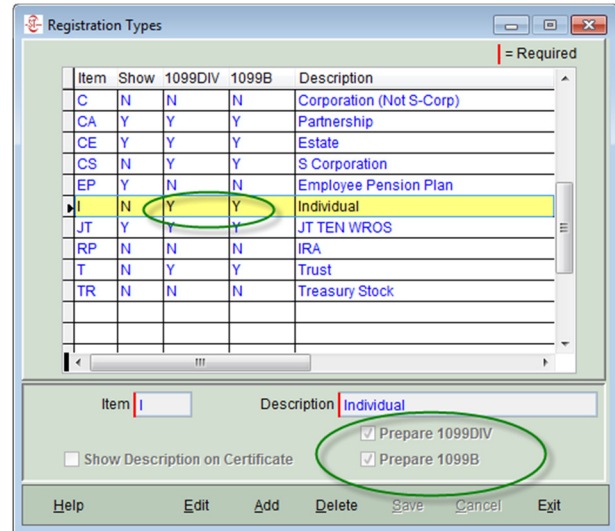 Registration Types
= Required
Item Show 1099DIV 1099B Description
C N N N Corporation (Not S-Corp)
CA Y Y Y Partnership
CE Y Y Y Estate
CS N Y Y S Corporation
EP Y N N Employee Pension Plan
I N Y Y Individual
JT Y Y Y JT TEN WROS
RP N N N IRA
T N Y Y Trust
TR N N N Treasury Stock
Item I Description Individual
Prepare 1099DIV
Show Description on Certificate Prepare 1099B
Help Edit Add Delete Save Cancel Exit